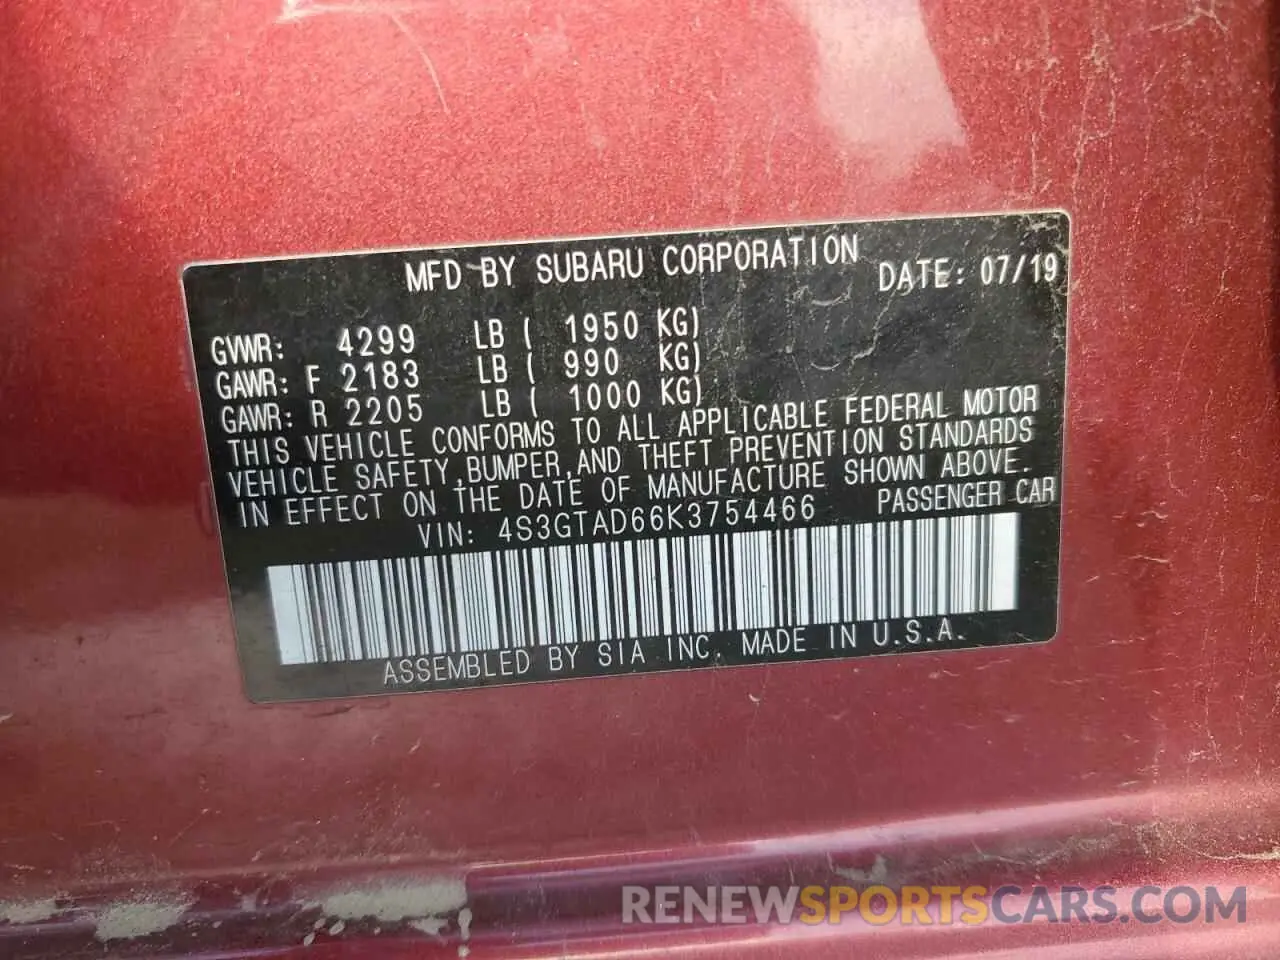 MFD BY SUBARU CORPORATION DATE: 07/19
GVWR: 4299 LB ( 1950 KG)
GAWR: F 2183 LB ( 990 KG)
GAWR: R 2205 LB ( 1000 KG)
THIS VEHICLE CONFORMS TO ALL APPLICABLE FEDERAL MOTOR
VEHICLE SAFETY,BUMPER,AND THEFT PREVENTION STANDARDS
IN EFFECT ON THE DATE OF MANUFACTURE SHOWN ABOVE.
VIN: 4S3GTAD66K3754466 PASSENGER CAR
ASSEMBLED BY SIA INC. MADE IN U.S.A.
RENEWSPORTSCARS.COM